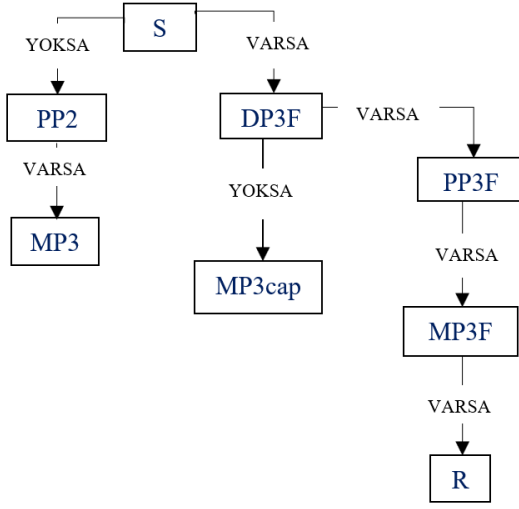 S
YOKSA
VARSA
PP2
DP3F
VARSA
VARSA
PP3F
YOKSA
MP3
VARSA
MP3cap
MP3F
VARSA
R